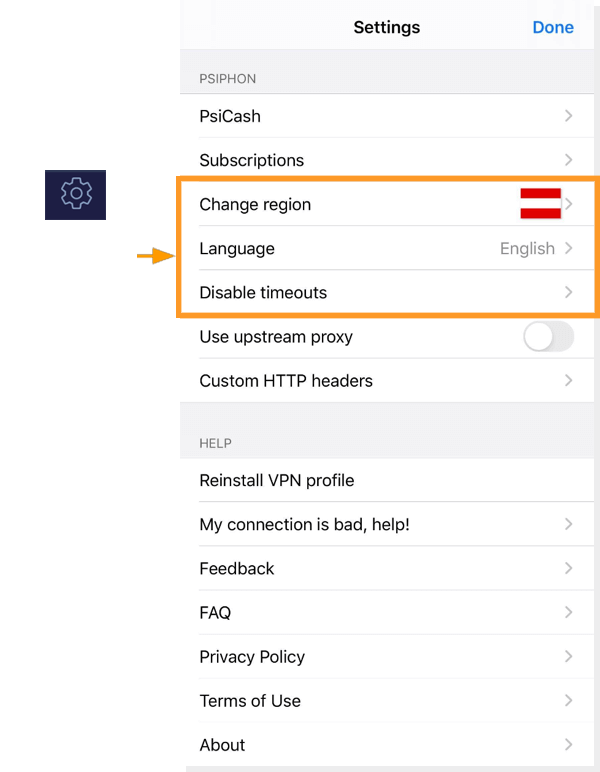 Settings
Done
PSIPHON
PsiCash
Subscriptions
Change region
Language
English
Disable timeouts
Use upstream proxy
Custom HTTP headers
HELP
Reinstall VPN profile
My connection is bad, help!
Feedback
FAQ
Privacy Policy
Terms of Use
About